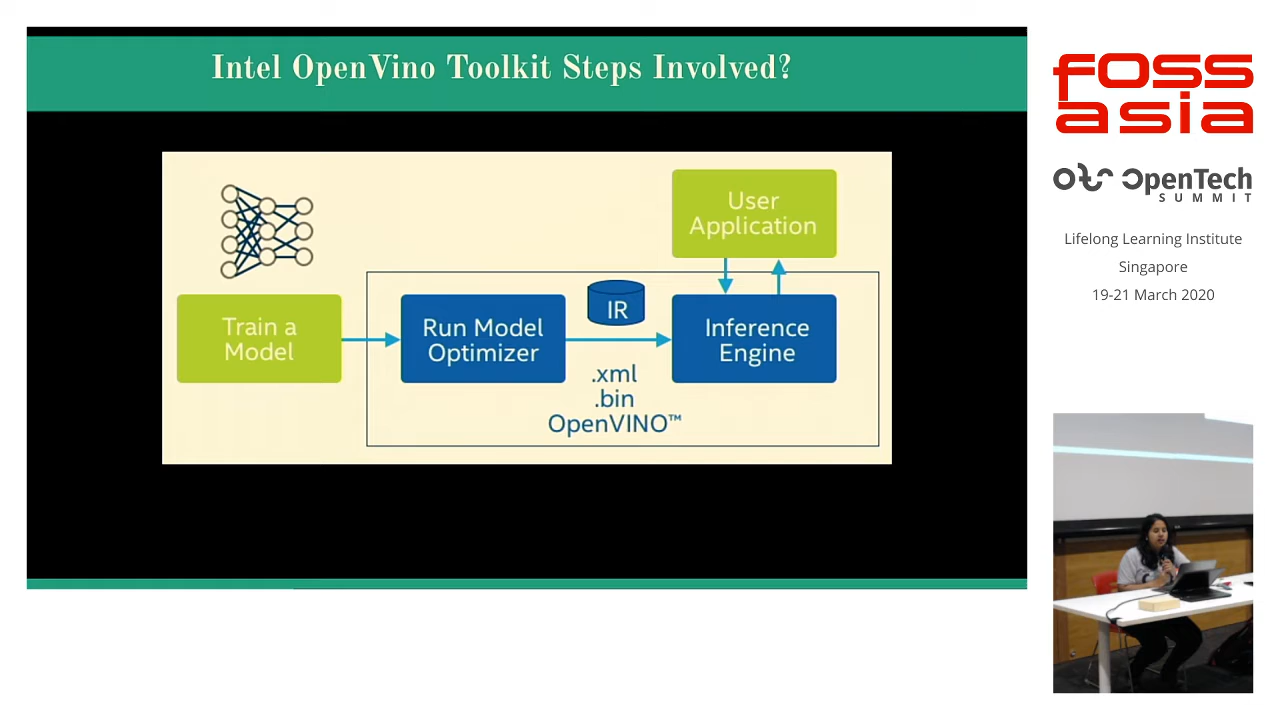 Intel OpenVino Toolkit Steps Involved?
User
Application
Train a
Model
Run Model
Optimizer
IR
.xml
.bin
OpenVINO™
Inference
Engine
fOSS
asia
OpenTech
SUMMIT
Lifelong Learning Institute
Singapore
19-21 March 2020